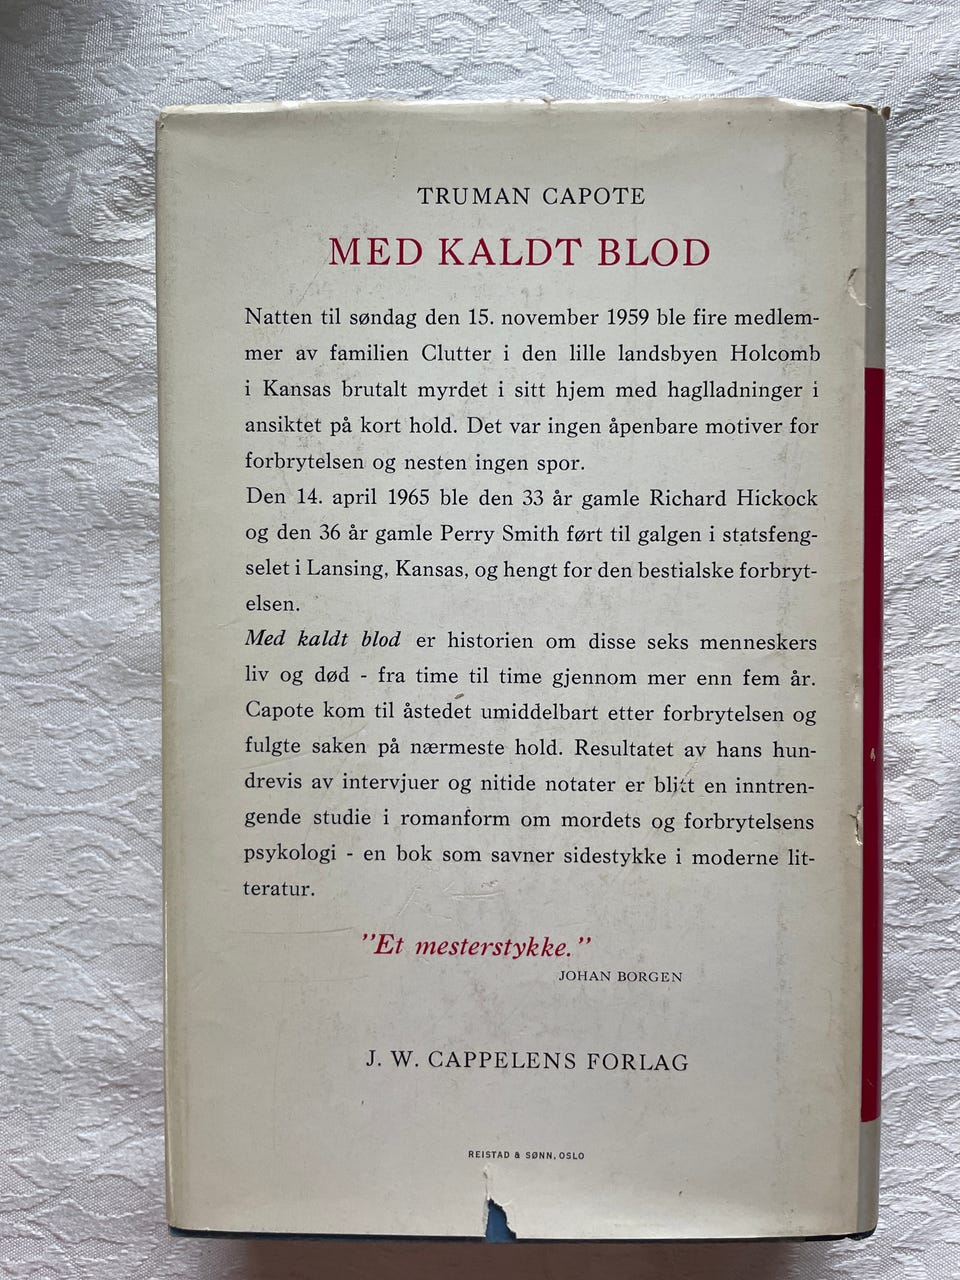 TRUMAN CAPOTE
MED KALDT BLOD
Natten til søndag den 15. november 1959 ble fire medlem-
mer av familien Clutter i den lille landsbyen Holcomb
i Kansas brutalt myrdet i sitt hjem med haglladninger i
ansiktet på kort hold. Det var ingen åpenbare motiver for
forbrytelsen og nesten ingen spor.
Den 14. april 1965 ble den 33 år gamle Richard Hickock
og den 36 år gamle Perry Smith ført til galgen i statsfeng-
selet i Lansing, Kansas, og hengt for den bestialske forbryt-
elsen.
Med kaldt blod er historien om disse seks menneskers
liv og død - fra time til time gjennom mer enn fem år.
Capote kom til åstedet umiddelbart etter forbrytelsen og
fulgte saken på nærmeste hold. Resultatet av hans hun-
drevis av intervjuer og nitide notater er blitt en inntren-
gende studie i romanform om mordets og forbrytelsens
psykologi - en bok som savner sidestykke i moderne lit-
teratur.
"Et mesterstykke."
JOHAN BORGEN
J. W. CAPPELENS FORLAG
REISTAD & SØNN, OSLO